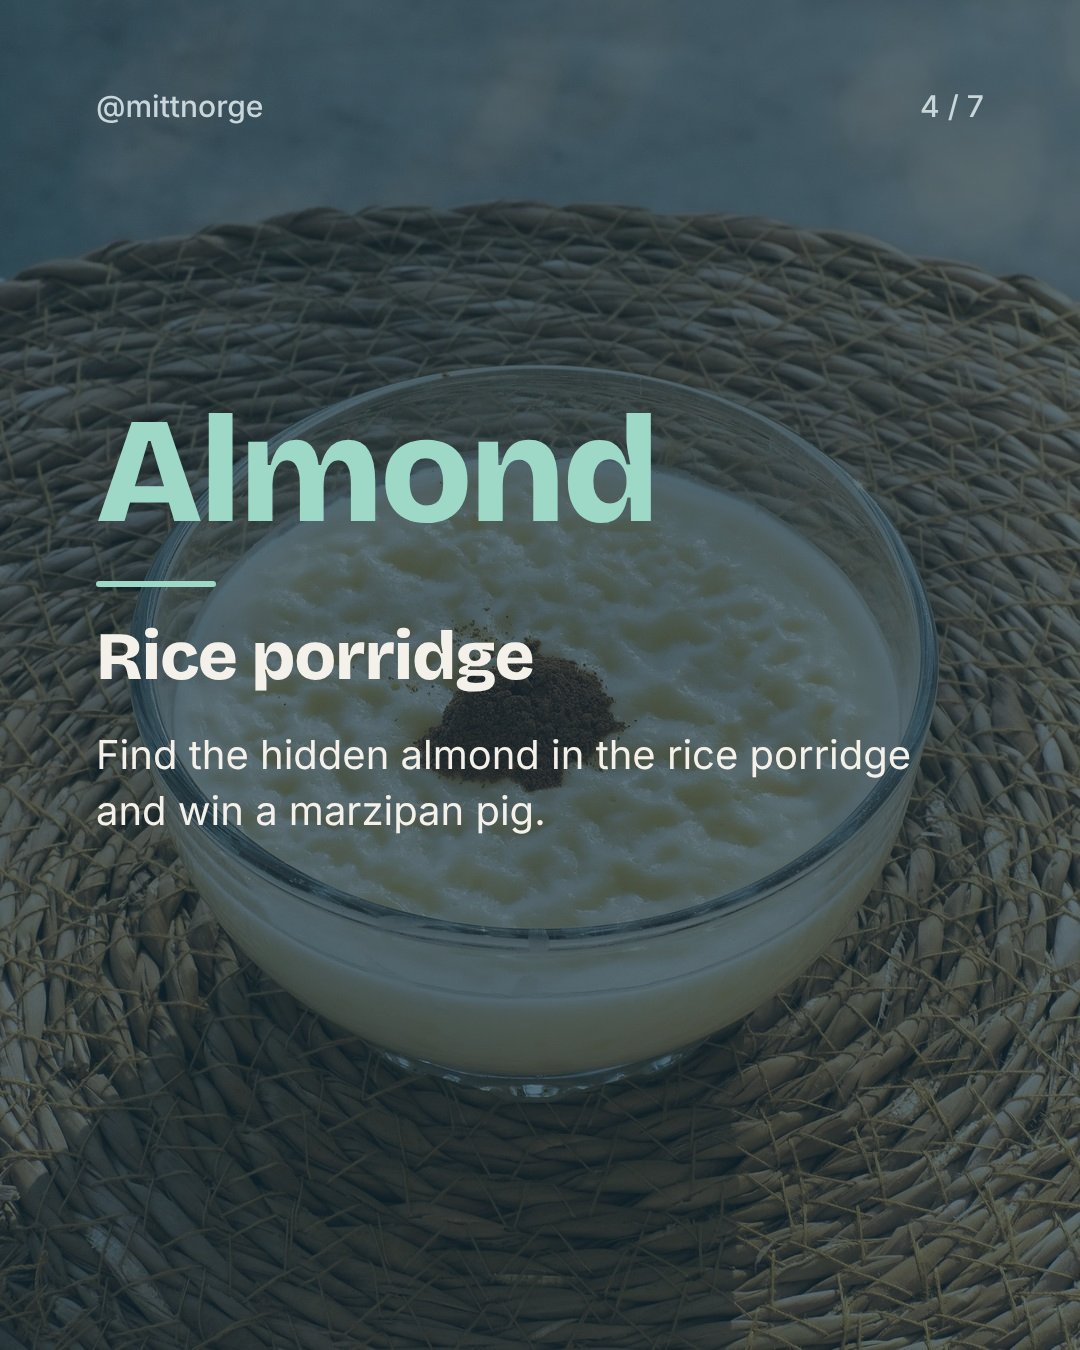 @mittnorge
4 / 7
Almond
Rice porridge
Find the hidden almond in the rice porridge
and win a marzipan pig.